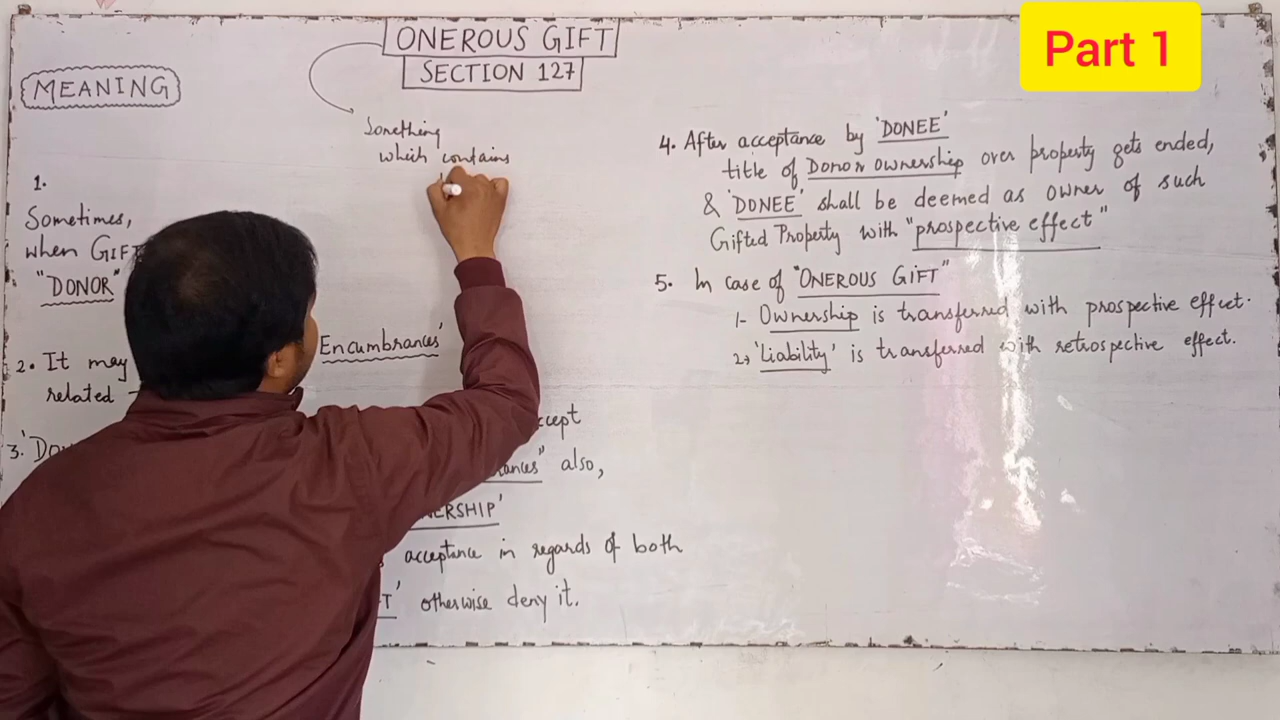 Part 1
ONEROUS GIFT
SECTION 127
MEANING
Something
which contains
1.
Sometimes,
when GIFT
"DONOR"
Encumbrances'
2. It may
related
3.
accept
also,
acceptance in regards of both
otherwise deny it.
4. After acceptance by 'DONEE'
title of Donor ownership over property gets ended,
& 'DONEE' shall be deemed as owner of such
Gifted Property with "prospective effect"
5. In case of "ONEROUS GIFT"
1- Ownership is transferred with prospective effect.
2, 'Liability' is transferred with retrospective effect.